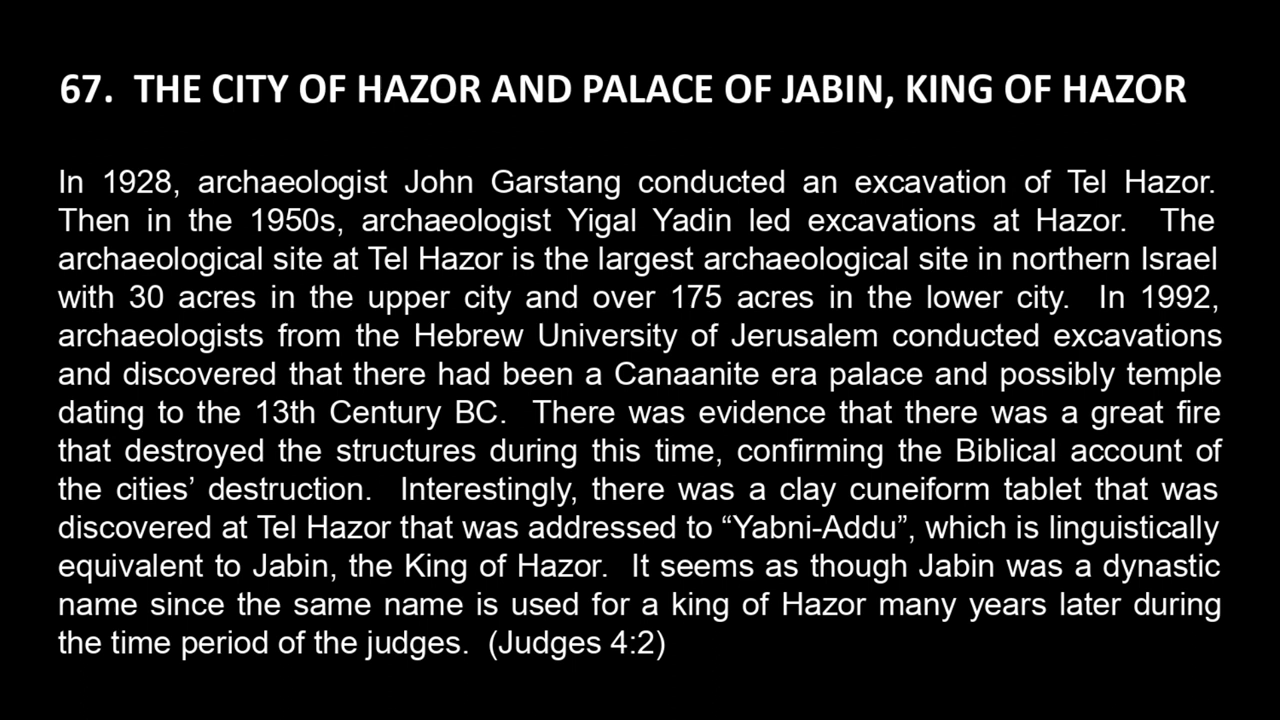 67. THE CITY OF HAZOR AND PALACE OF JABIN, KING OF HAZOR
In 1928, archaeologist John Garstang conducted an excavation of Tel Hazor.
Then in the 1950s, archaeologist Yigal Yadin led excavations at Hazor. The
archaeological site at Tel Hazor is the largest archaeological site in northern Israel
with 30 acres in the upper city and over 175 acres in the lower city. In 1992,
archaeologists from the Hebrew University of Jerusalem conducted excavations
and discovered that there had been a Canaanite era palace and possibly temple
dating to the 13th Century BC. There was evidence that there was a great fire
that destroyed the structures during this time, confirming the Biblical account of
the cities’ destruction. Interestingly, there was a clay cuneiform tablet that was
discovered at Tel Hazor that was addressed to “Yabni-Addu”, which is linguistically
equivalent to Jabin, the King of Hazor. It seems as though Jabin was a dynastic
name since the same name is used for a king of Hazor many years later during
the time period of the judges. (Judges 4:2)